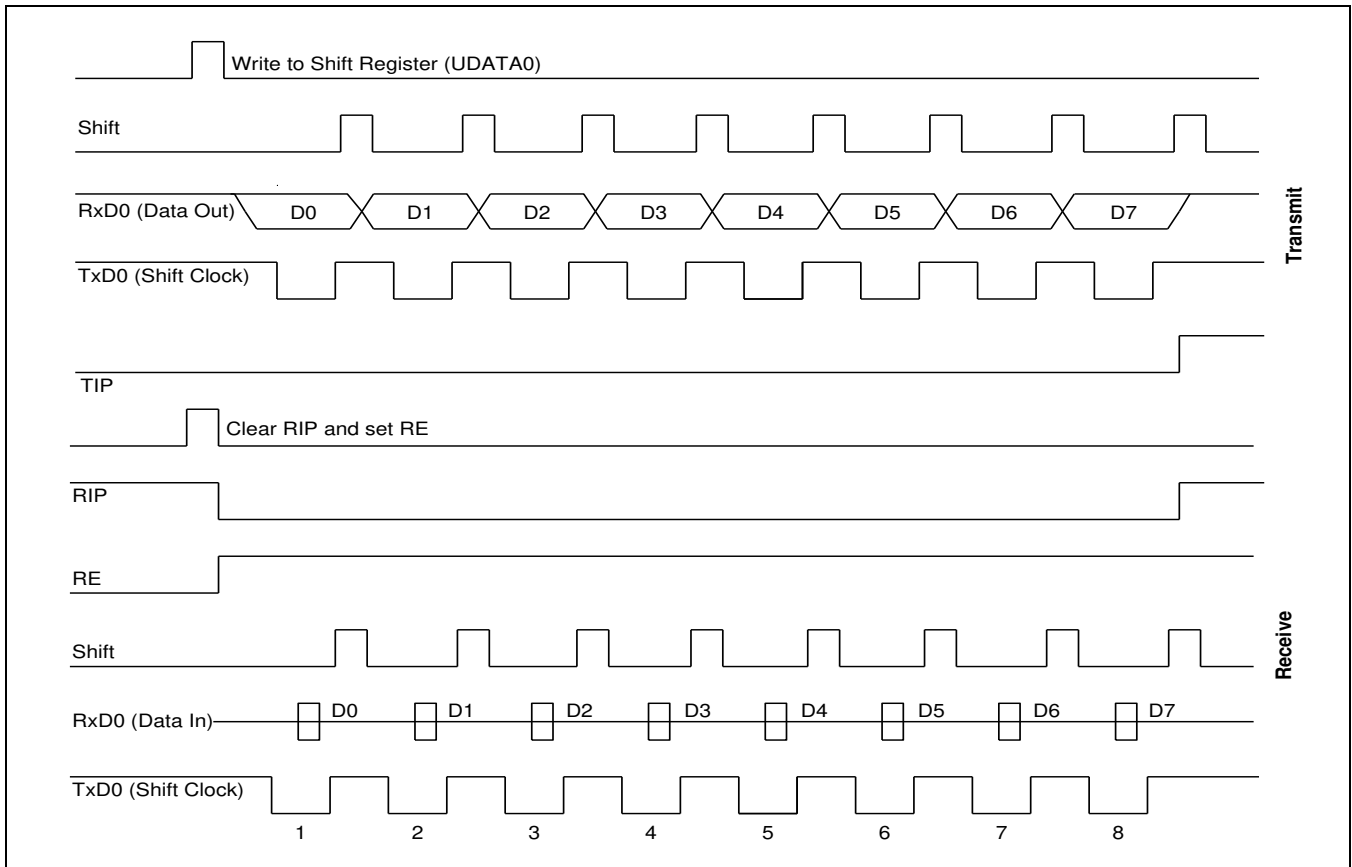 Write to Shift Register (UDATA0)
Shift
RxD0 (Data Out) D0 D1 D2 D3 D4 D5 D6 D7
TxD0 (Shift Clock)
TIP
Transmit
Clear RIP and set RE
RIP
RE
Shift
RxD0 (Data In) D0 D1 D2 D3 D4 D5 D6 D7
TxD0 (Shift Clock)
1 2 3 4 5 6 7 8
Receive